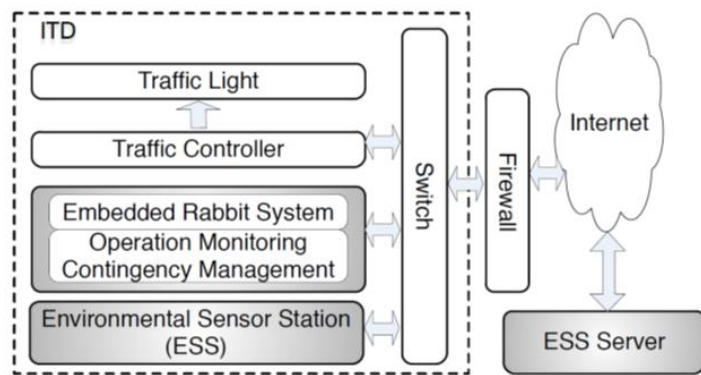 ITD
Traffic Light
Traffic Controller
Embedded Rabbit System
Operation Monitoring
Contingency Management
Environmental Sensor Station
(ESS)
Switch
Firewall
Internet
ESS Server